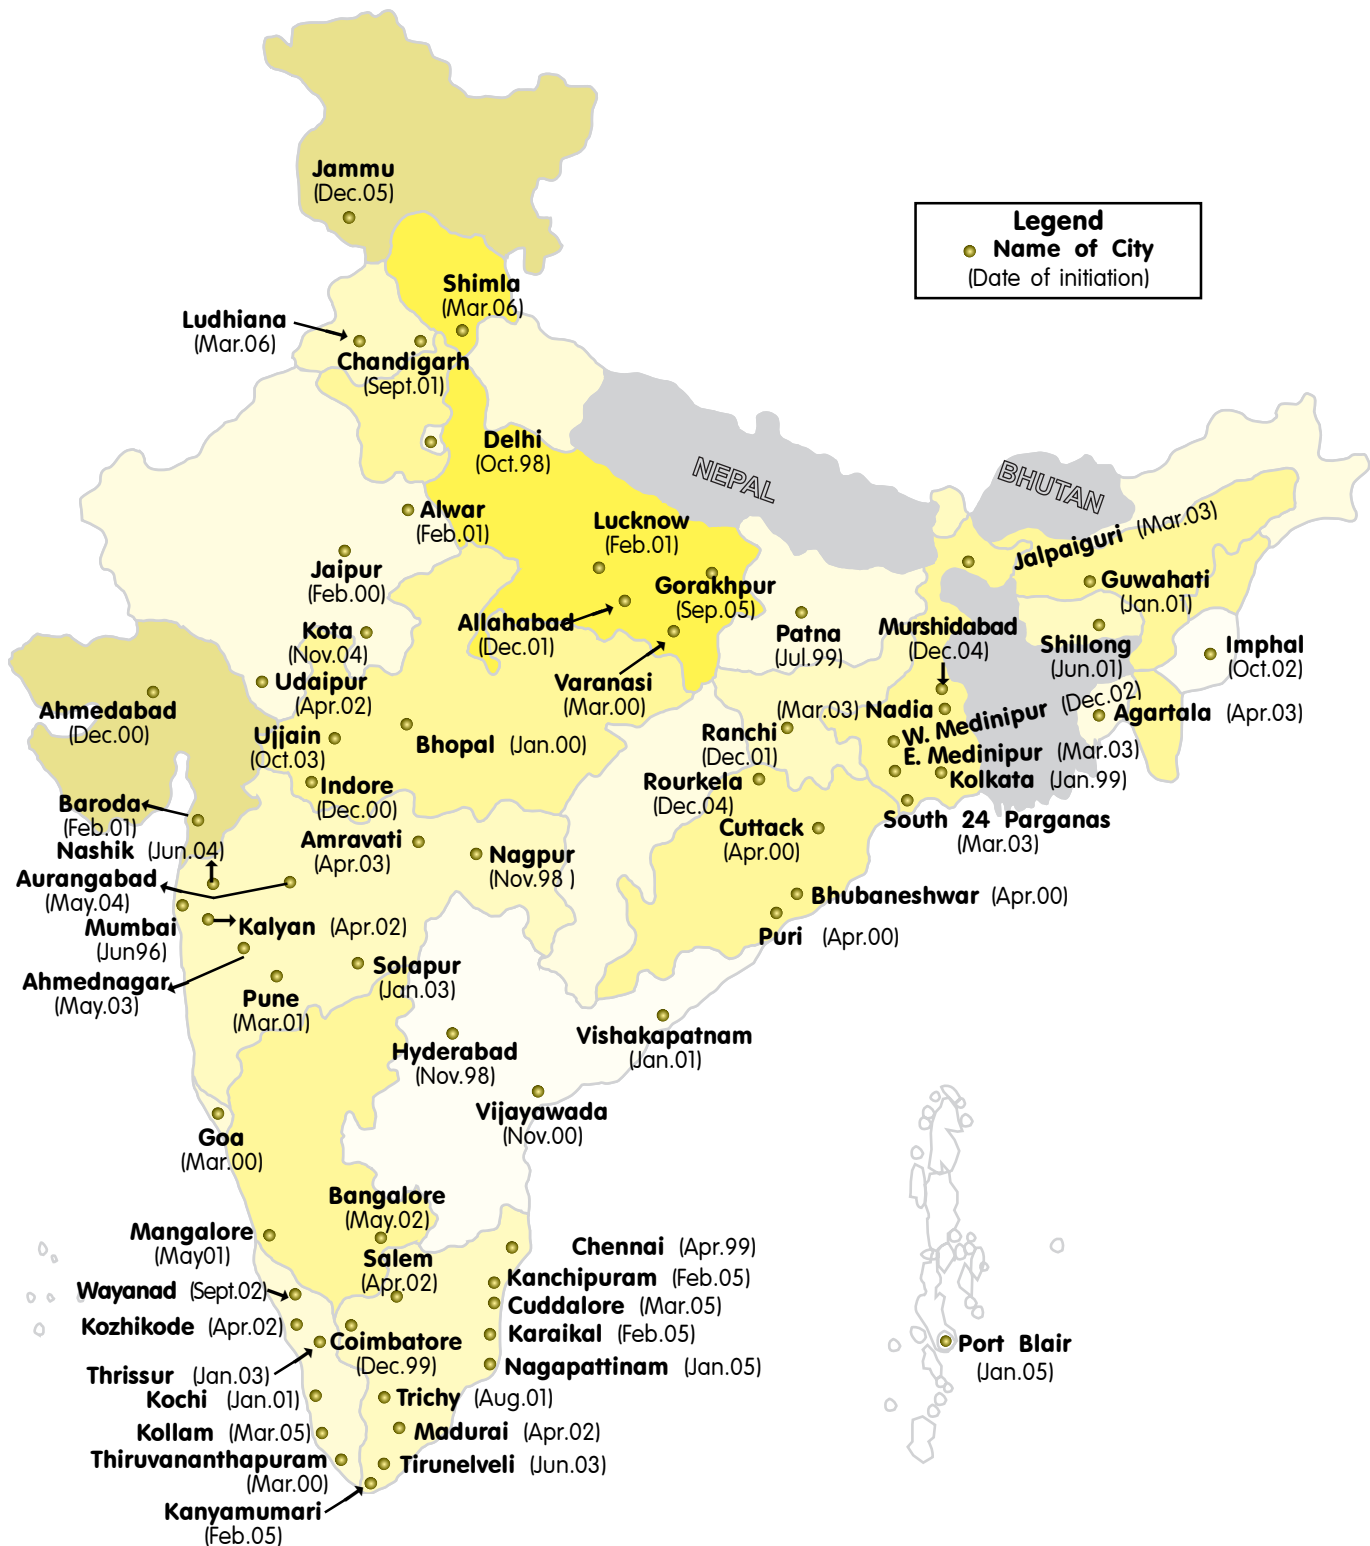 Jammu
(Dec.05)
Legend
Name of City
(Date of initiation)
Shimla
(Mar.06)
Ludhiana
(Mar.06)
Chandigarh
(Sept.01)
Delhi
(Oct.98)
NEPAL
BHUTAN
Alwar
(Feb.01)
Lucknow
(Feb.01)
Jalpaiguri (Mar.03)
Jaipur
(Feb.00)
Gorakhpur
(Sep.05)
Guwahati
(Jan.01)
Allahabad
(Dec.01)
Kota
(Nov.04)
Patna
(Jul.99)
Murshidabad
(Dec.04)
Shillong
(Jun.01)
Imphal
(Oct.02)
Udaipur
(Apr.02)
Varanasi
(Mar.00)
Ahmedabad
(Dec.00)
(Mar.03) Nadia
W. Medinipur (Dec.02)
Agartala (Apr.03)
Ujjain
(Oct.03)
Bhopal (Jan.00)
Ranchi
(Dec.01)
E. Medinipur (Mar.03)
Kolkata (Jan.99)
Indore
(Dec.00)
Rourkela
(Dec.04)
Baroda
(Feb.01)
South 24 Parganas
(Mar.03)
Cuttack
(Apr.00)
Nashik (Jun.04)
Amravati
(Apr.03)
Nagpur
(Nov.98 )
Aurangabad
(May.04)
Bhubaneshwar (Apr.00)
Mumbai
(Jun96)
Kalyan (Apr.02)
Puri (Apr.00)
Ahmednagar
(May.03)
Solapur
(Jan.03)
Pune
(Mar.01)
Vishakapatnam
(Jan.01)
Hyderabad
(Nov.98)
Vijayawada
(Nov.00)
Goa
(Mar.00)
Bangalore
(May.02)
Mangalore
(May01)
Chennai (Apr.99)
Salem
(Apr.02)
Kanchipuram (Feb.05)
Wayanad (Sept.02)
Cuddalore (Mar.05)
Kozhikode (Apr.02)
Karaikal (Feb.05)
Coimbatore
(Dec.99)
Port Blair
(Jan.05)
Nagapattinam (Jan.05)
Thrissur (Jan.03)
Kochi (Jan.01)
Trichy (Aug.01)
Kollam (Mar.05)
Madurai (Apr.02)
Thiruvananthapuram
(Mar.00)
Tirunelveli (Jun.03)
Kanyamumari
(Feb.05)